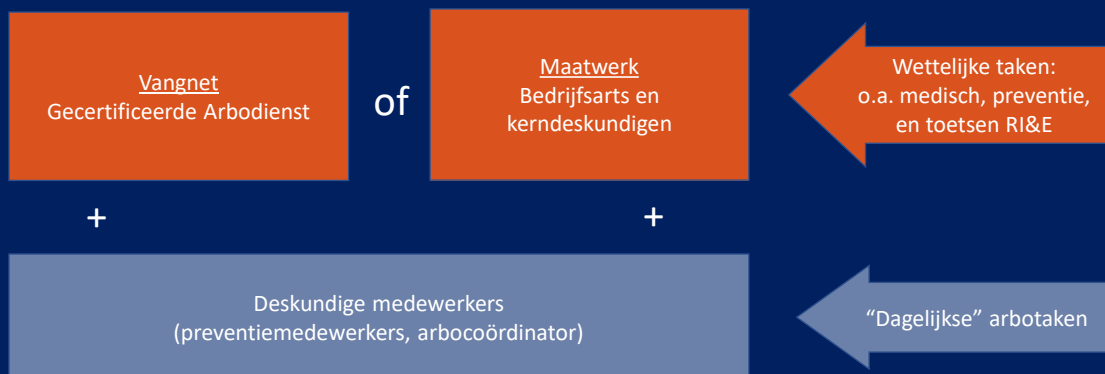 Vangnet
Gecertificeerde Arbodienst
of
Maatwerk
Bedrijfsarts en
kerndeskundigen
Wettelijke taken:
o.a. medisch, preventie,
en toetsen RI&E
+
+
Deskundige medewerkers
(preventiemedewerkers, arbocoördinator)
“Dagelijkse” arbotaken